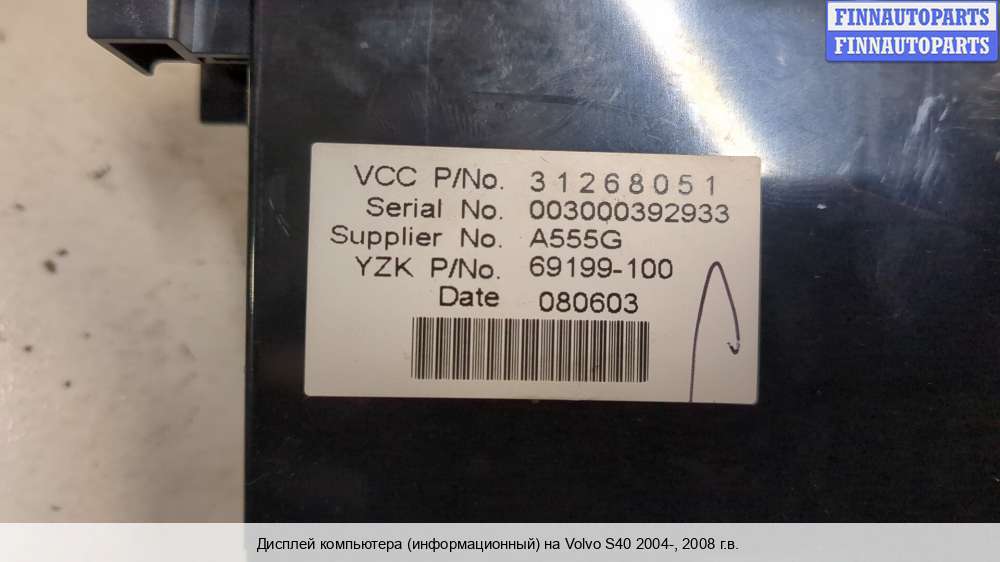 FINNAUTOPARTS
FINNAUTOPARTS
VCC P/No. 31268051
Serial No. 003000392933
Supplier No. A555G
YZK P/No. 69199-100
Date 080603
Дисплей компьютера (информационный) на Volvo S40 2004-, 2008 г.в.